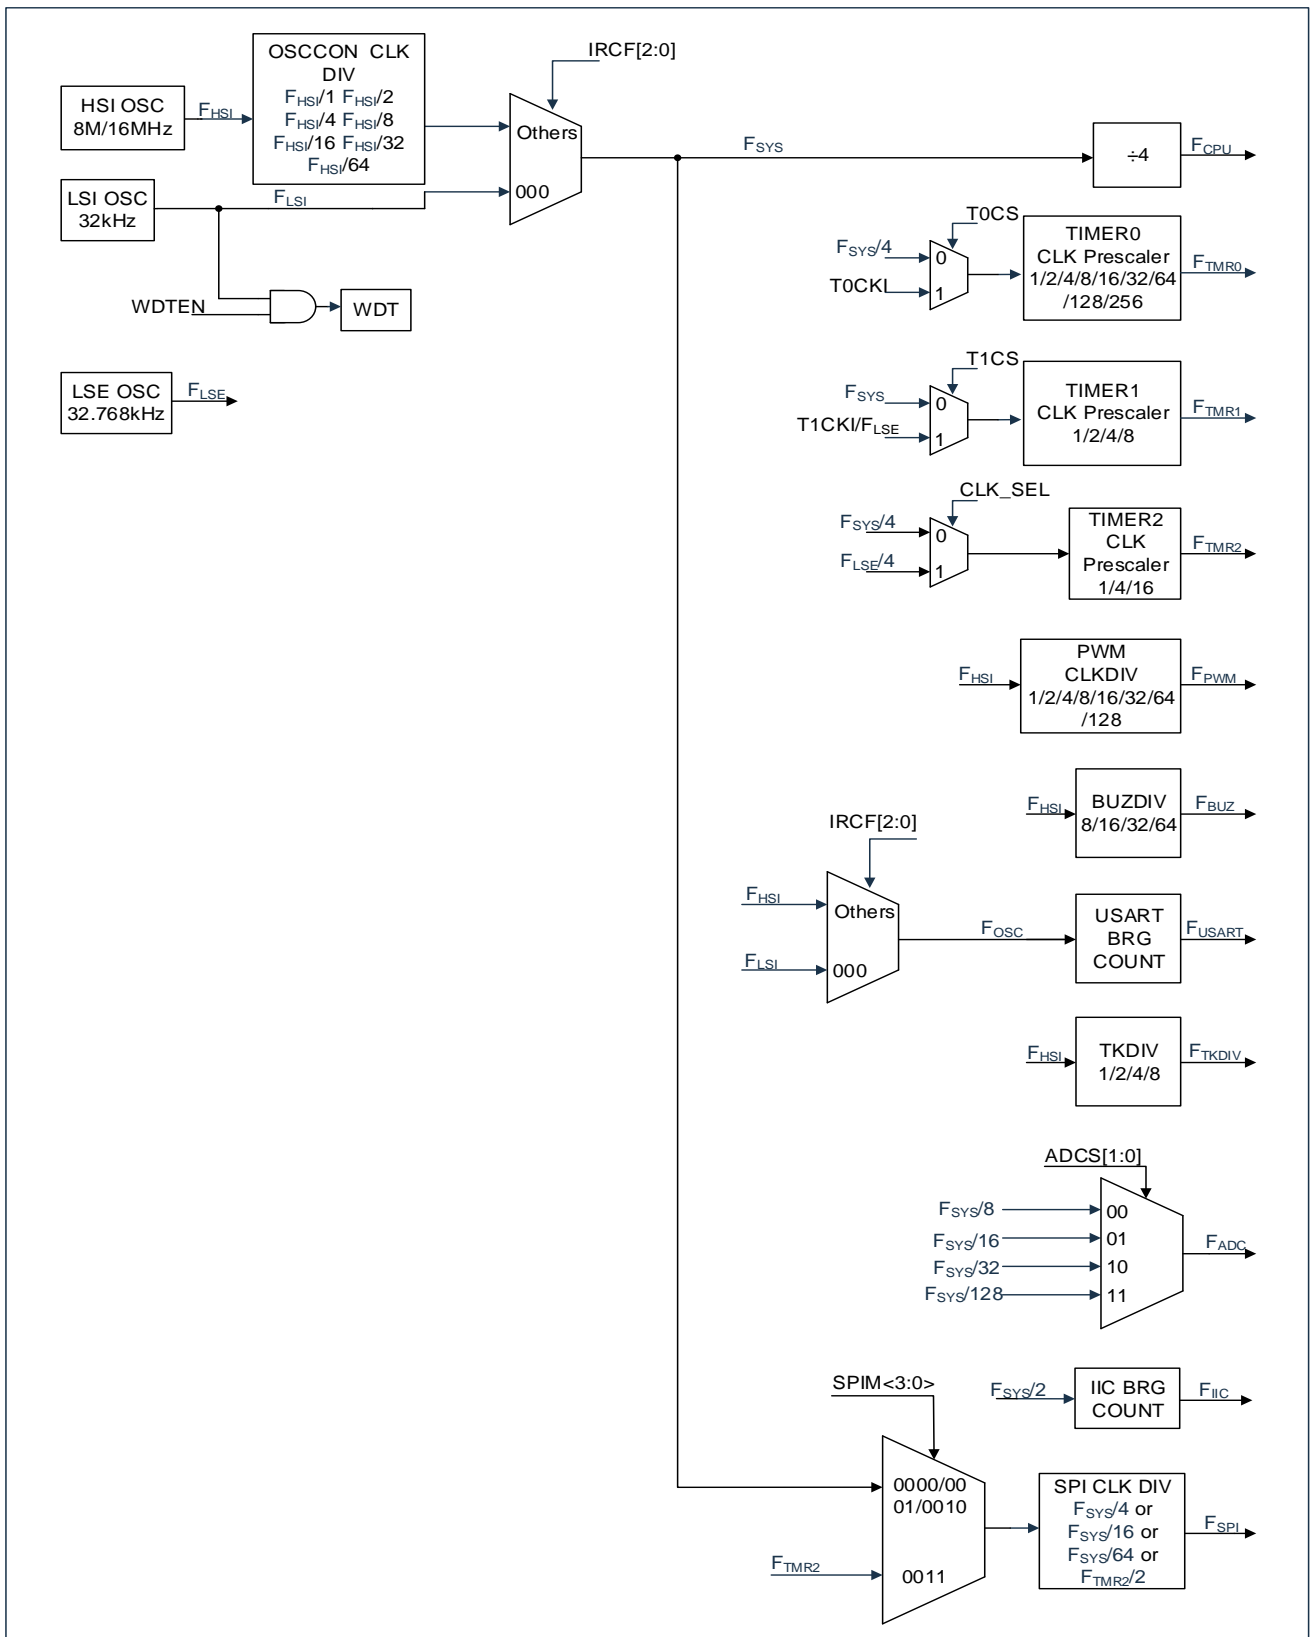 OSCCON CLK
DIV
FHSI/1 FHSI/2
FHSI/4 FHSI/8
FHSI/16 FHSI/32
FHSI/64
IRCF[2:0]
HSI OSC
8M/16MHz
FHSI
Others
000
FSYS
÷4
FCPU
LSI OSC
32kHz
FLSI
WDTEN
WDT
LSE OSC
32.768kHz
FLSE
T0CS
FSYS/4
T0CKI
0
1
TIMER0
CLK Prescaler
1/2/4/8/16/32/64
/128/256
FTMR0
T1CS
FSYS
T1CKI/FLSE
0
1
TIMER1
CLK Prescaler
1/2/4/8
FTMR1
CLK_SEL
FSYS/4
FLSE/4
0
1
TIMER2
CLK
Prescaler
1/4/16
FTMR2
FHSI
PWM
CLKDIV
1/2/4/8/16/32/64
/128
FPWM
FHSI
BUZDIV
8/16/32/64
FBUZ
IRCF[2:0]
FHSI
FLSI
Others
000
FOSC
USART
BRG
COUNT
FUSART
FHSI
TKDIV
1/2/4/8
FTKDIV
ADCS[1:0]
FSYS/8
FSYS/16
FSYS/32
FSYS/128
00
01
10
11
FADC
FSYS/2
IIC BRG
COUNT
FIIC
SPIM<3:0>
0000/00
01/0010
0011
FTMR2
SPI CLK DIV
FSYS/4 or
FSYS/16 or
FSYS/64 or
FTMR2/2
FSPI